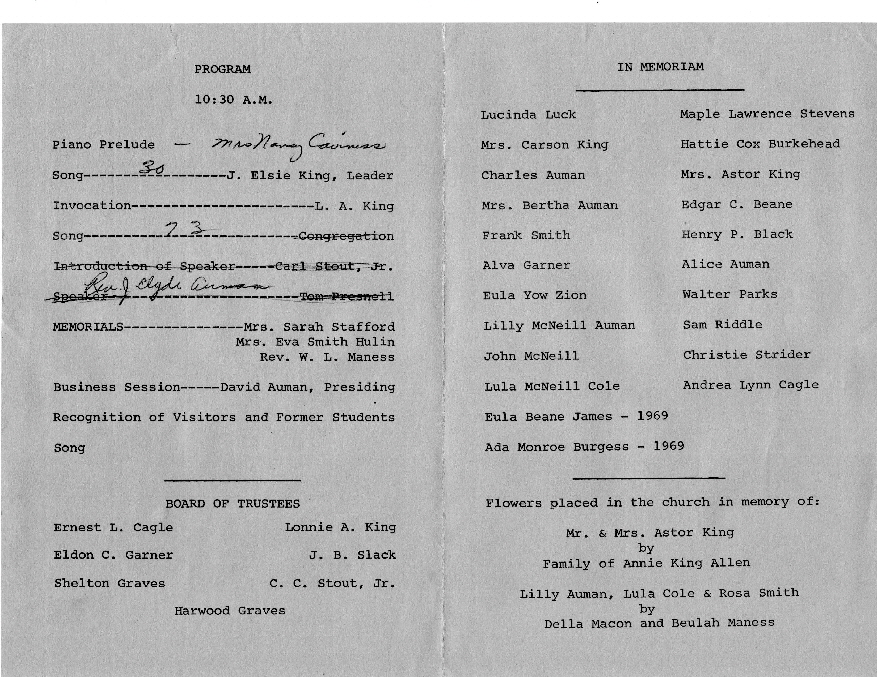 PROGRAM
10:30 A.M.
Piano Prelude — Mrs Nancy Caviness
Song-------30----------J. Elsie King, Leader
Invocation-----------------------L. A. King
Song----------73--------------Congregation
Introduction of Speaker-----Carl Stout, Jr.
Rev J Clyde Auman
Speaker-----------------------Tom Presnell
MEMORIALS---------------Mrs. Sarah Stafford
Mrs. Eva Smith Hulin
Rev. W. L. Maness
Business Session-----David Auman, Presiding
Recognition of Visitors and Former Students
Song
BOARD OF TRUSTEES
Ernest L. Cagle Lonnie A. King
Eldon C. Garner J. B. Slack
Shelton Graves C. C. Stout, Jr.
Harwood Graves
IN MEMORIAM
Lucinda Luck Maple Lawrence Stevens
Mrs. Carson King Hattie Cox Burkehead
Charles Auman Mrs. Astor King
Mrs. Bertha Auman Edgar C. Beane
Frank Smith Henry P. Black
Alva Garner Alice Auman
Eula Yow Zion Walter Parks
Lilly McNeill Auman Sam Riddle
John McNeill Christie Strider
Lula McNeill Cole Andrea Lynn Cagle
Eula Beane James - 1969
Ada Monroe Burgess - 1969
Flowers placed in the church in memory of:
Mr. & Mrs. Astor King
by
Family of Annie King Allen
Lilly Auman, Lula Cole & Rosa Smith
by
Della Macon and Beulah Maness